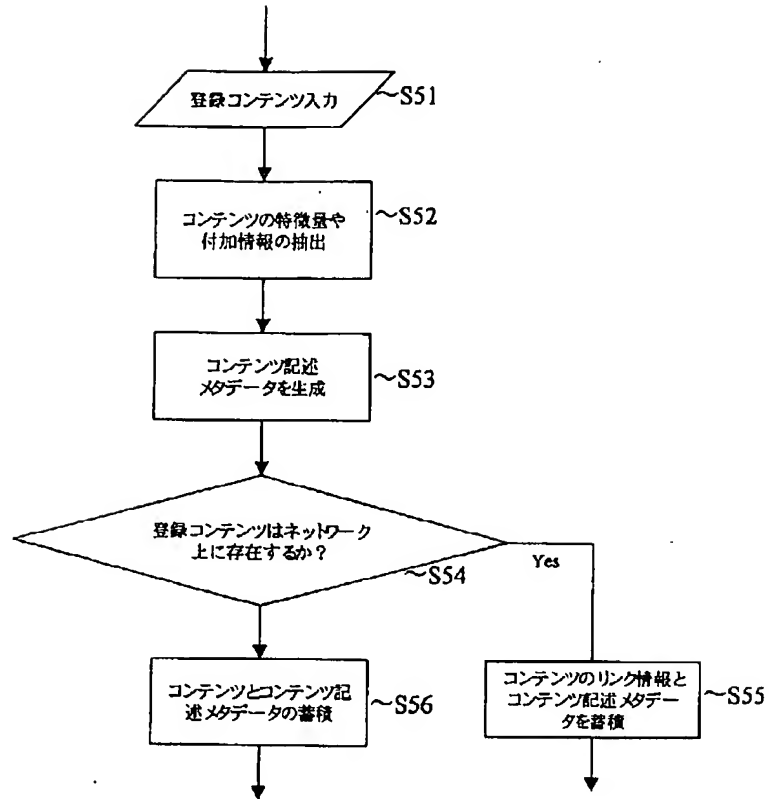 登録コンテンツ入力
~S51
コンテンツの特徴量や
付加情報の抽出
~S52
コンテンツ記述
メタデータを生成
~S53
登録コンテンツはネットワーク
上に存在するか？
~S54
Yes
コンテンツとコンテンツ記
述メタデータの蓄積
~S56
コンテンツのリンク情報と
コンテンツ記述メタデー
タを蓄積
~S55